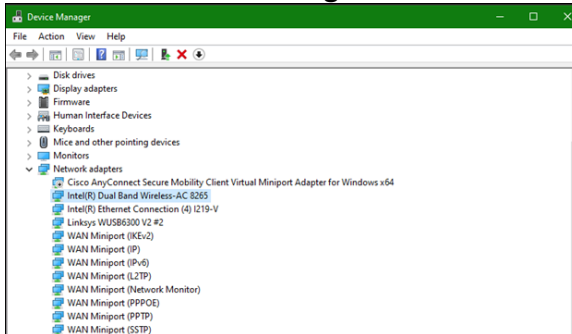 Device Manager
File Action View Help
Disk drives
Display adapters
Firmware
Human Interface Devices
Keyboards
Mice and other pointing devices
Monitors
Network adapters
Cisco AnyConnect Secure Mobility Client Virtual Miniport Adapter for Windows x64
Intel(R) Dual Band Wireless-AC 8265
Intel(R) Ethernet Connection (4) I219-V
Linksys WUSB6300 V2 #2
WAN Miniport (IKEv2)
WAN Miniport (IP)
WAN Miniport (IPv6)
WAN Miniport (L2TP)
WAN Miniport (Network Monitor)
WAN Miniport (PPPOE)
WAN Miniport (PPTP)
WAN Miniport (SSTP)